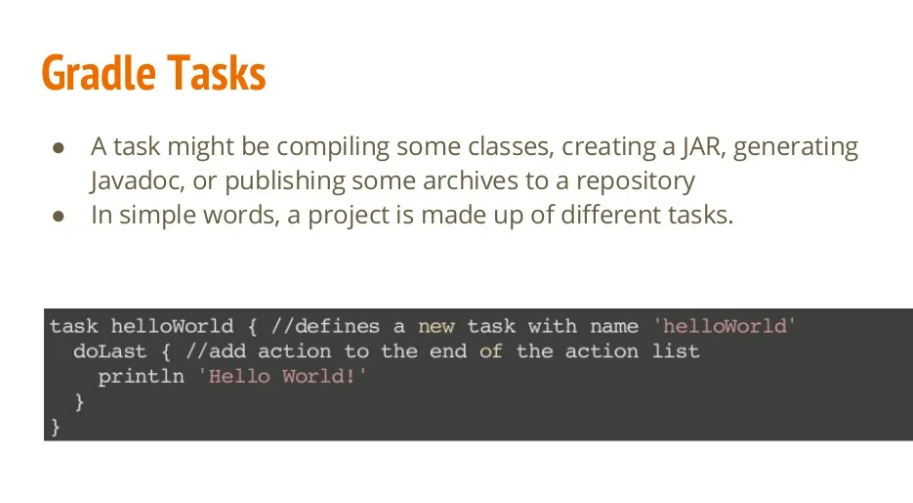 Gradle Tasks
● A task might be compiling some classes, creating a JAR, generating
Javadoc, or publishing some archives to a repository
● In simple words, a project is made up of different tasks.
task helloWorld { //defines a new task with name 'helloWorld'
  doLast { //add action to the end of the action list
    println 'Hello World!'
  }
}